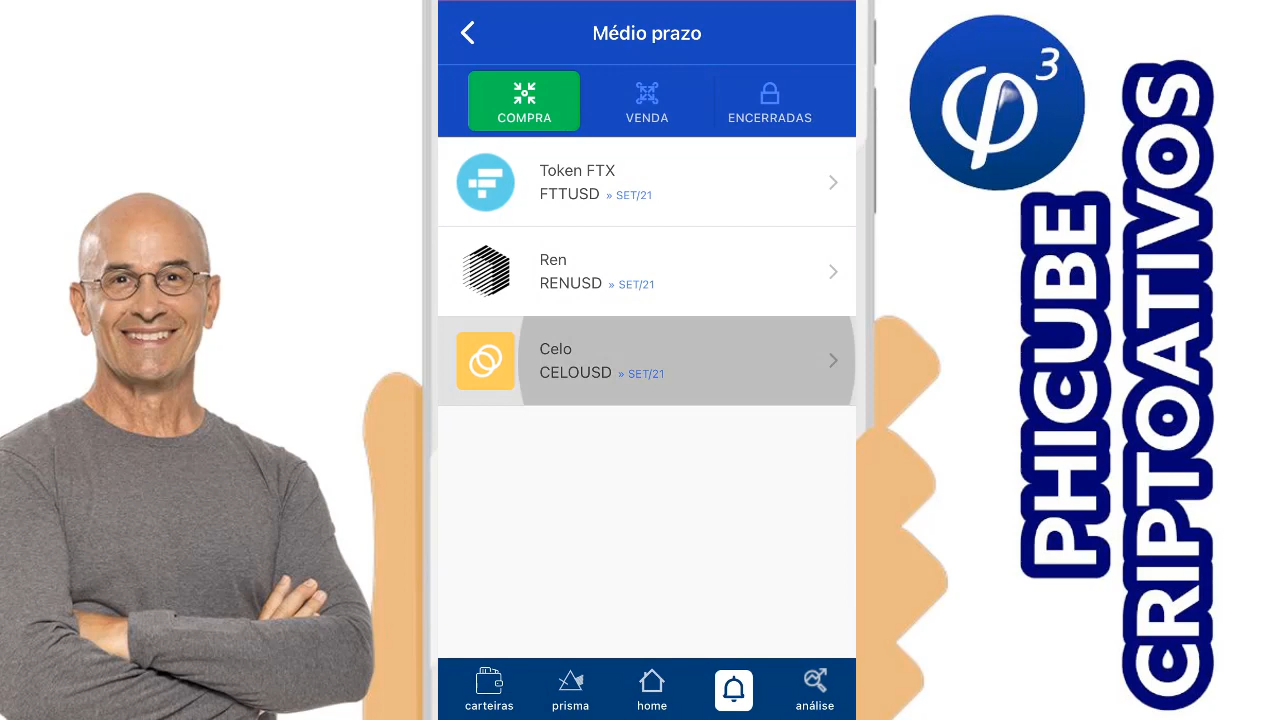 Médio prazo
COMPRA
VENDA
ENCERRADAS
Token FTX
FTTUSD » SET/21
Ren
RENUSD » SET/21
Celo
CELOUSD » SET/21
carteiras
prisma
home
análise
φ3
PHICUBE
CRIPTOATIVOS